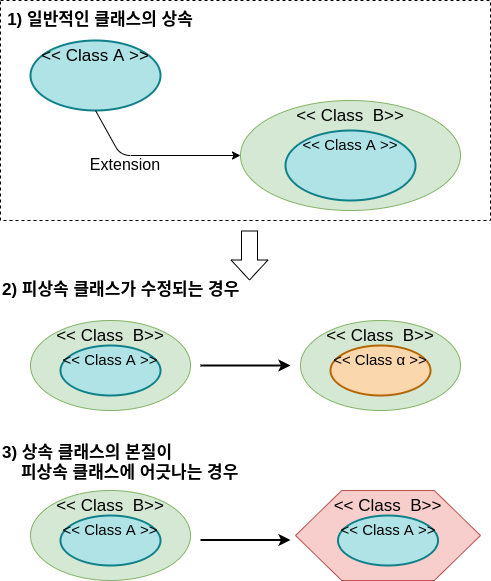 1) 일반적인 클래스의 상속
<< Class A >>
<< Class  B>>
<< Class A >>
Extension
2) 피상속 클래스가 수정되는 경우
<< Class  B>>
<< Class A >>
<< Class  B>>
<< Class α >>
3) 상속 클래스의 본질이
피상속 클래스에 어긋나는 경우
<< Class  B>>
<< Class A >>
<< Class  B>>
<< Class A >>